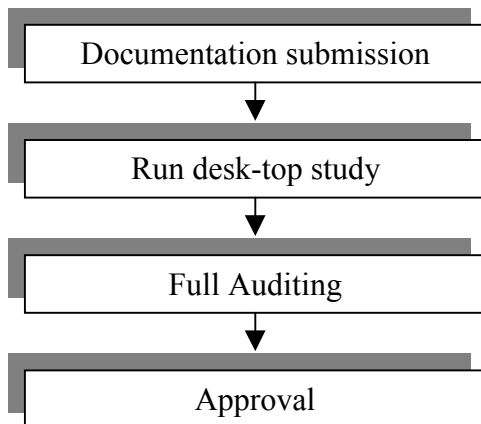 Documentation submission
Run desk-top study
Full Auditing
Approval